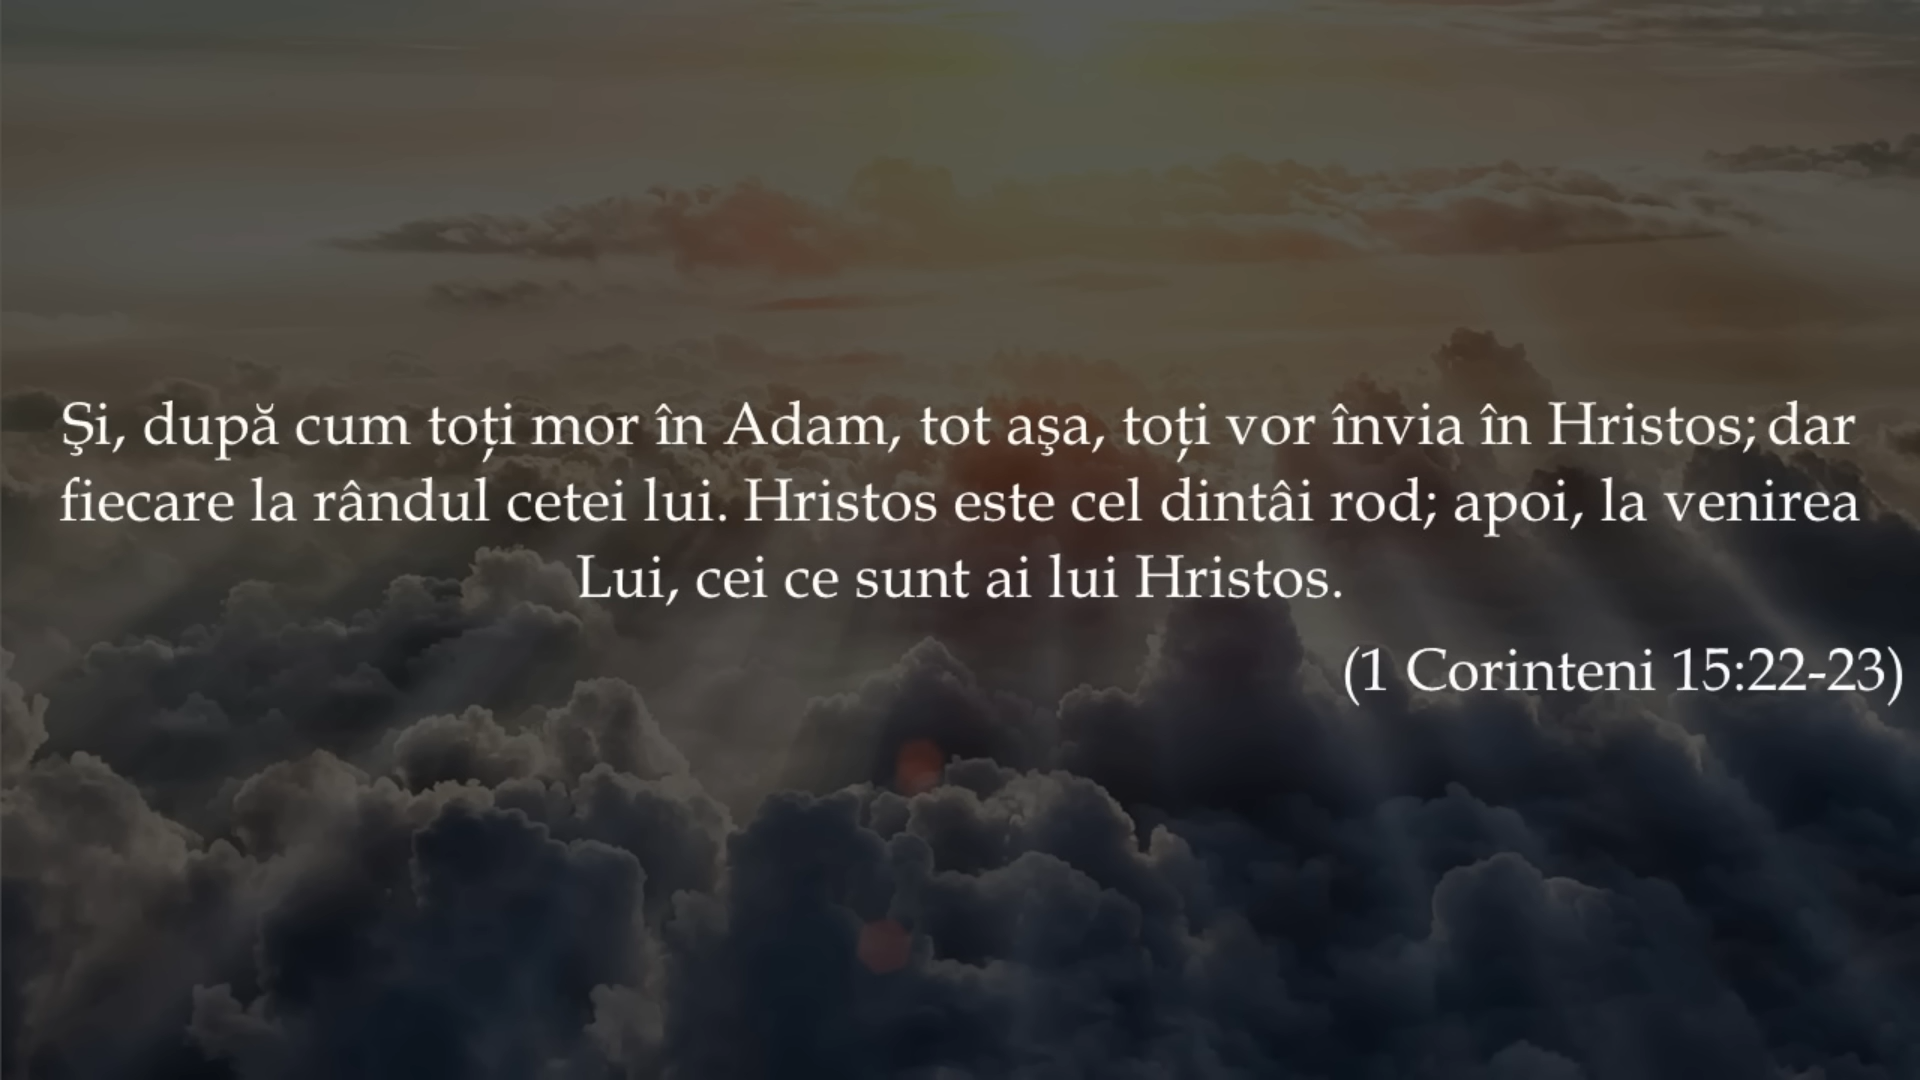 Şi, după cum toţi mor în Adam, tot aşa, toţi vor învia în Hristos; dar
fiecare la rândul cetei lui. Hristos este cel dintâi rod; apoi, la venirea
Lui, cei ce sunt ai lui Hristos.
(1 Corinteni 15:22-23)